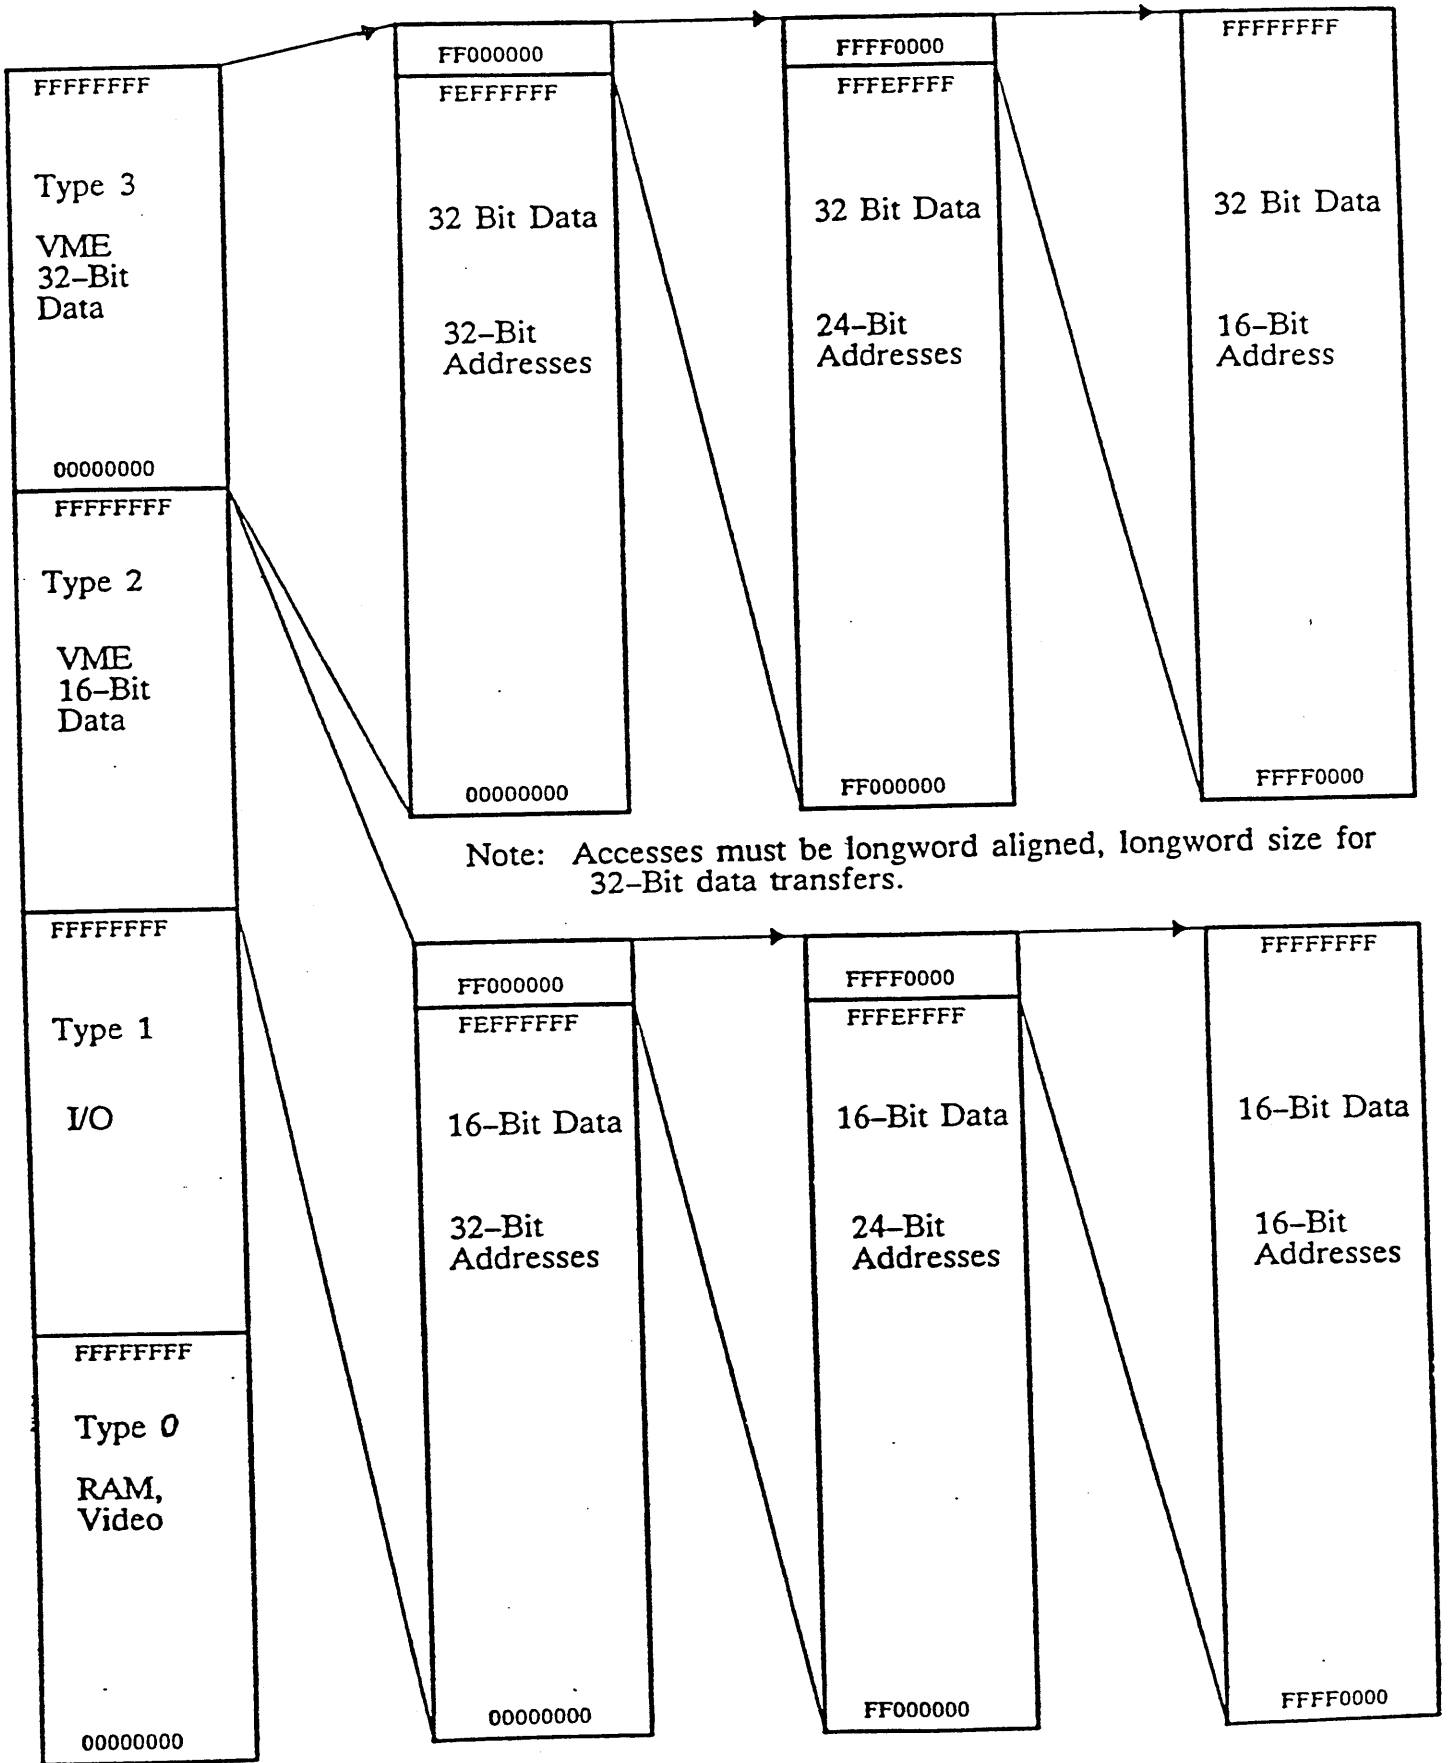 FFFFFFFF
Type 3
VME
32-Bit
Data
00000000
FFFFFFFF
Type 2
VME
16-Bit
Data
FFFFFFFF
Type 1
I/O
FFFFFFFF
Type 0
RAM,
Video
00000000
FF000000
FEFFFFFF
32 Bit Data
32-Bit
Addresses
00000000
FFFF0000
FFFEFFFF
32 Bit Data
24-Bit
Addresses
FF000000
FFFFFFFF
32 Bit Data
16-Bit
Address
FFFF0000
Note: Accesses must be longword aligned, longword size for
32-Bit data transfers.
FF000000
FEFFFFFF
16-Bit Data
32-Bit
Addresses
00000000
FFFF0000
FFFEFFFF
16-Bit Data
24-Bit
Addresses
FF000000
FFFFFFFF
16-Bit Data
16-Bit
Addresses
FFFF0000